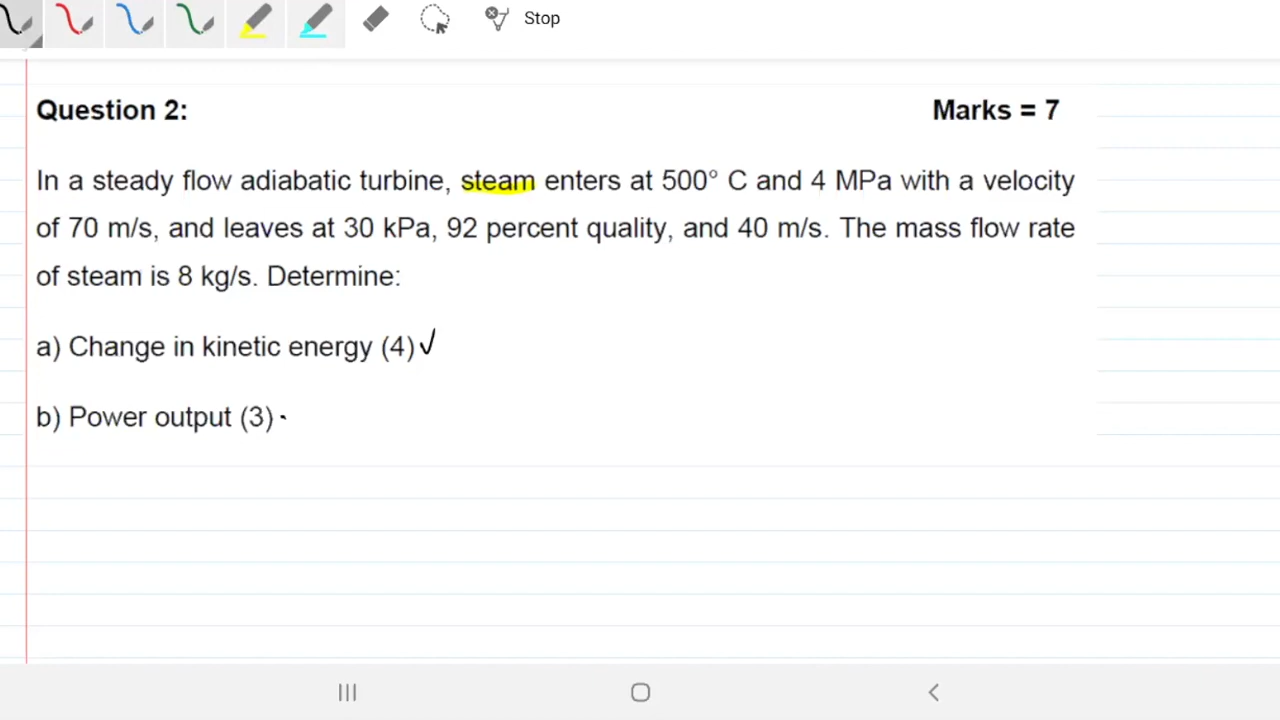 Stop
Question 2: Marks = 7
In a steady flow adiabatic turbine, steam enters at 500° C and 4 MPa with a velocity
of 70 m/s, and leaves at 30 kPa, 92 percent quality, and 40 m/s. The mass flow rate
of steam is 8 kg/s. Determine:
a) Change in kinetic energy (4) ✓
b) Power output (3)